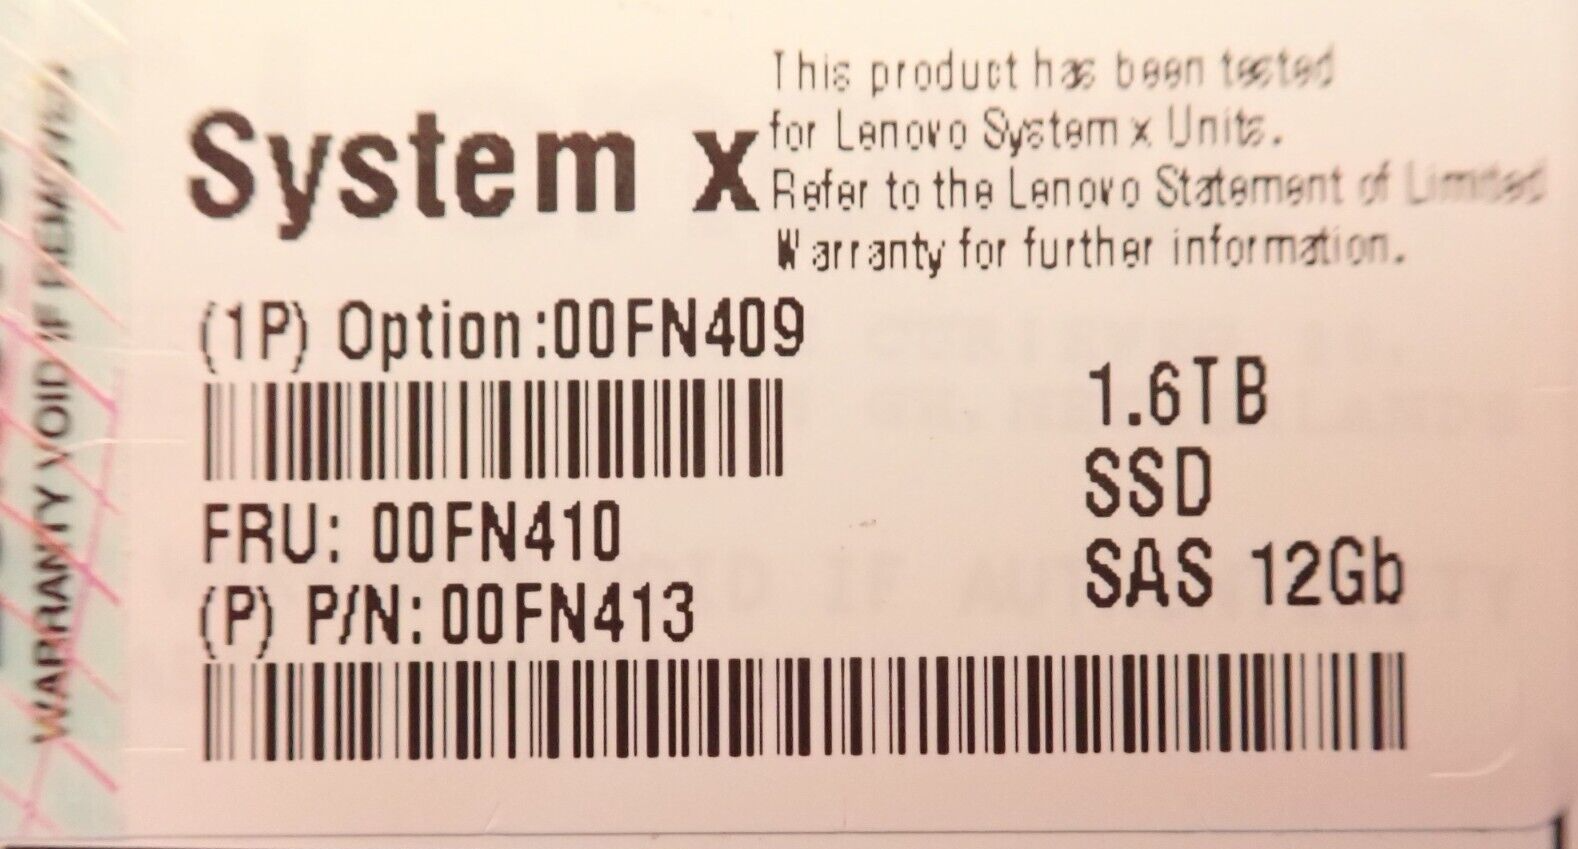 System x
This product has been tested
for Lenovo System x Units.
Refer to the Lenovo Statement of Limited
Warranty for further information.
(1P) Option:00FN409
1.6TB
SSD
SAS 12Gb
FRU: 00FN410
(P) P/N:00FN413
WARRANTY VOID IF REMOVED